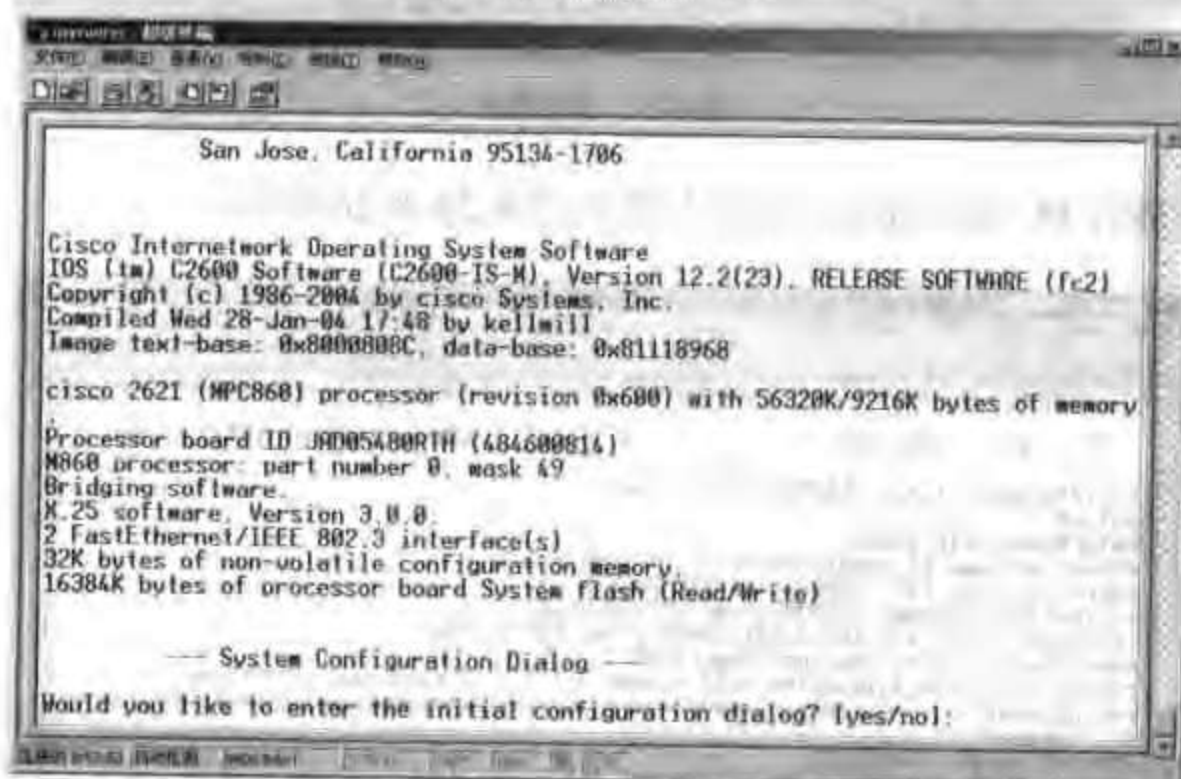 超级终端
San Jose, California 95134-1706
Cisco Internetwork Operating System Software
IOS (tm) C2600 Software (C2600-IS-M), Version 12.2(23), RELEASE SOFTWARE (fc2)
Copyright (c) 1986-2004 by cisco Systems, Inc.
Compiled Wed 28-Jan-04 17:48 by kellmill
Image text-base: 0x8000808C, data-base: 0x81118968
cisco 2621 (MPC860) processor (revision 0x600) with 56320K/9216K bytes of memory
.
Processor board ID JAD05480RTH (484600814)
M860 processor: part number 0, mask 49
Bridging software.
X.25 software, Version 3.0.0.
2 FastEthernet/IEEE 802.3 interface(s)
32K bytes of non-volatile configuration memory.
16384K bytes of processor board System flash (Read/Write)
--- System Configuration Dialog ---
Would you like to enter the initial configuration dialog? [yes/no]: